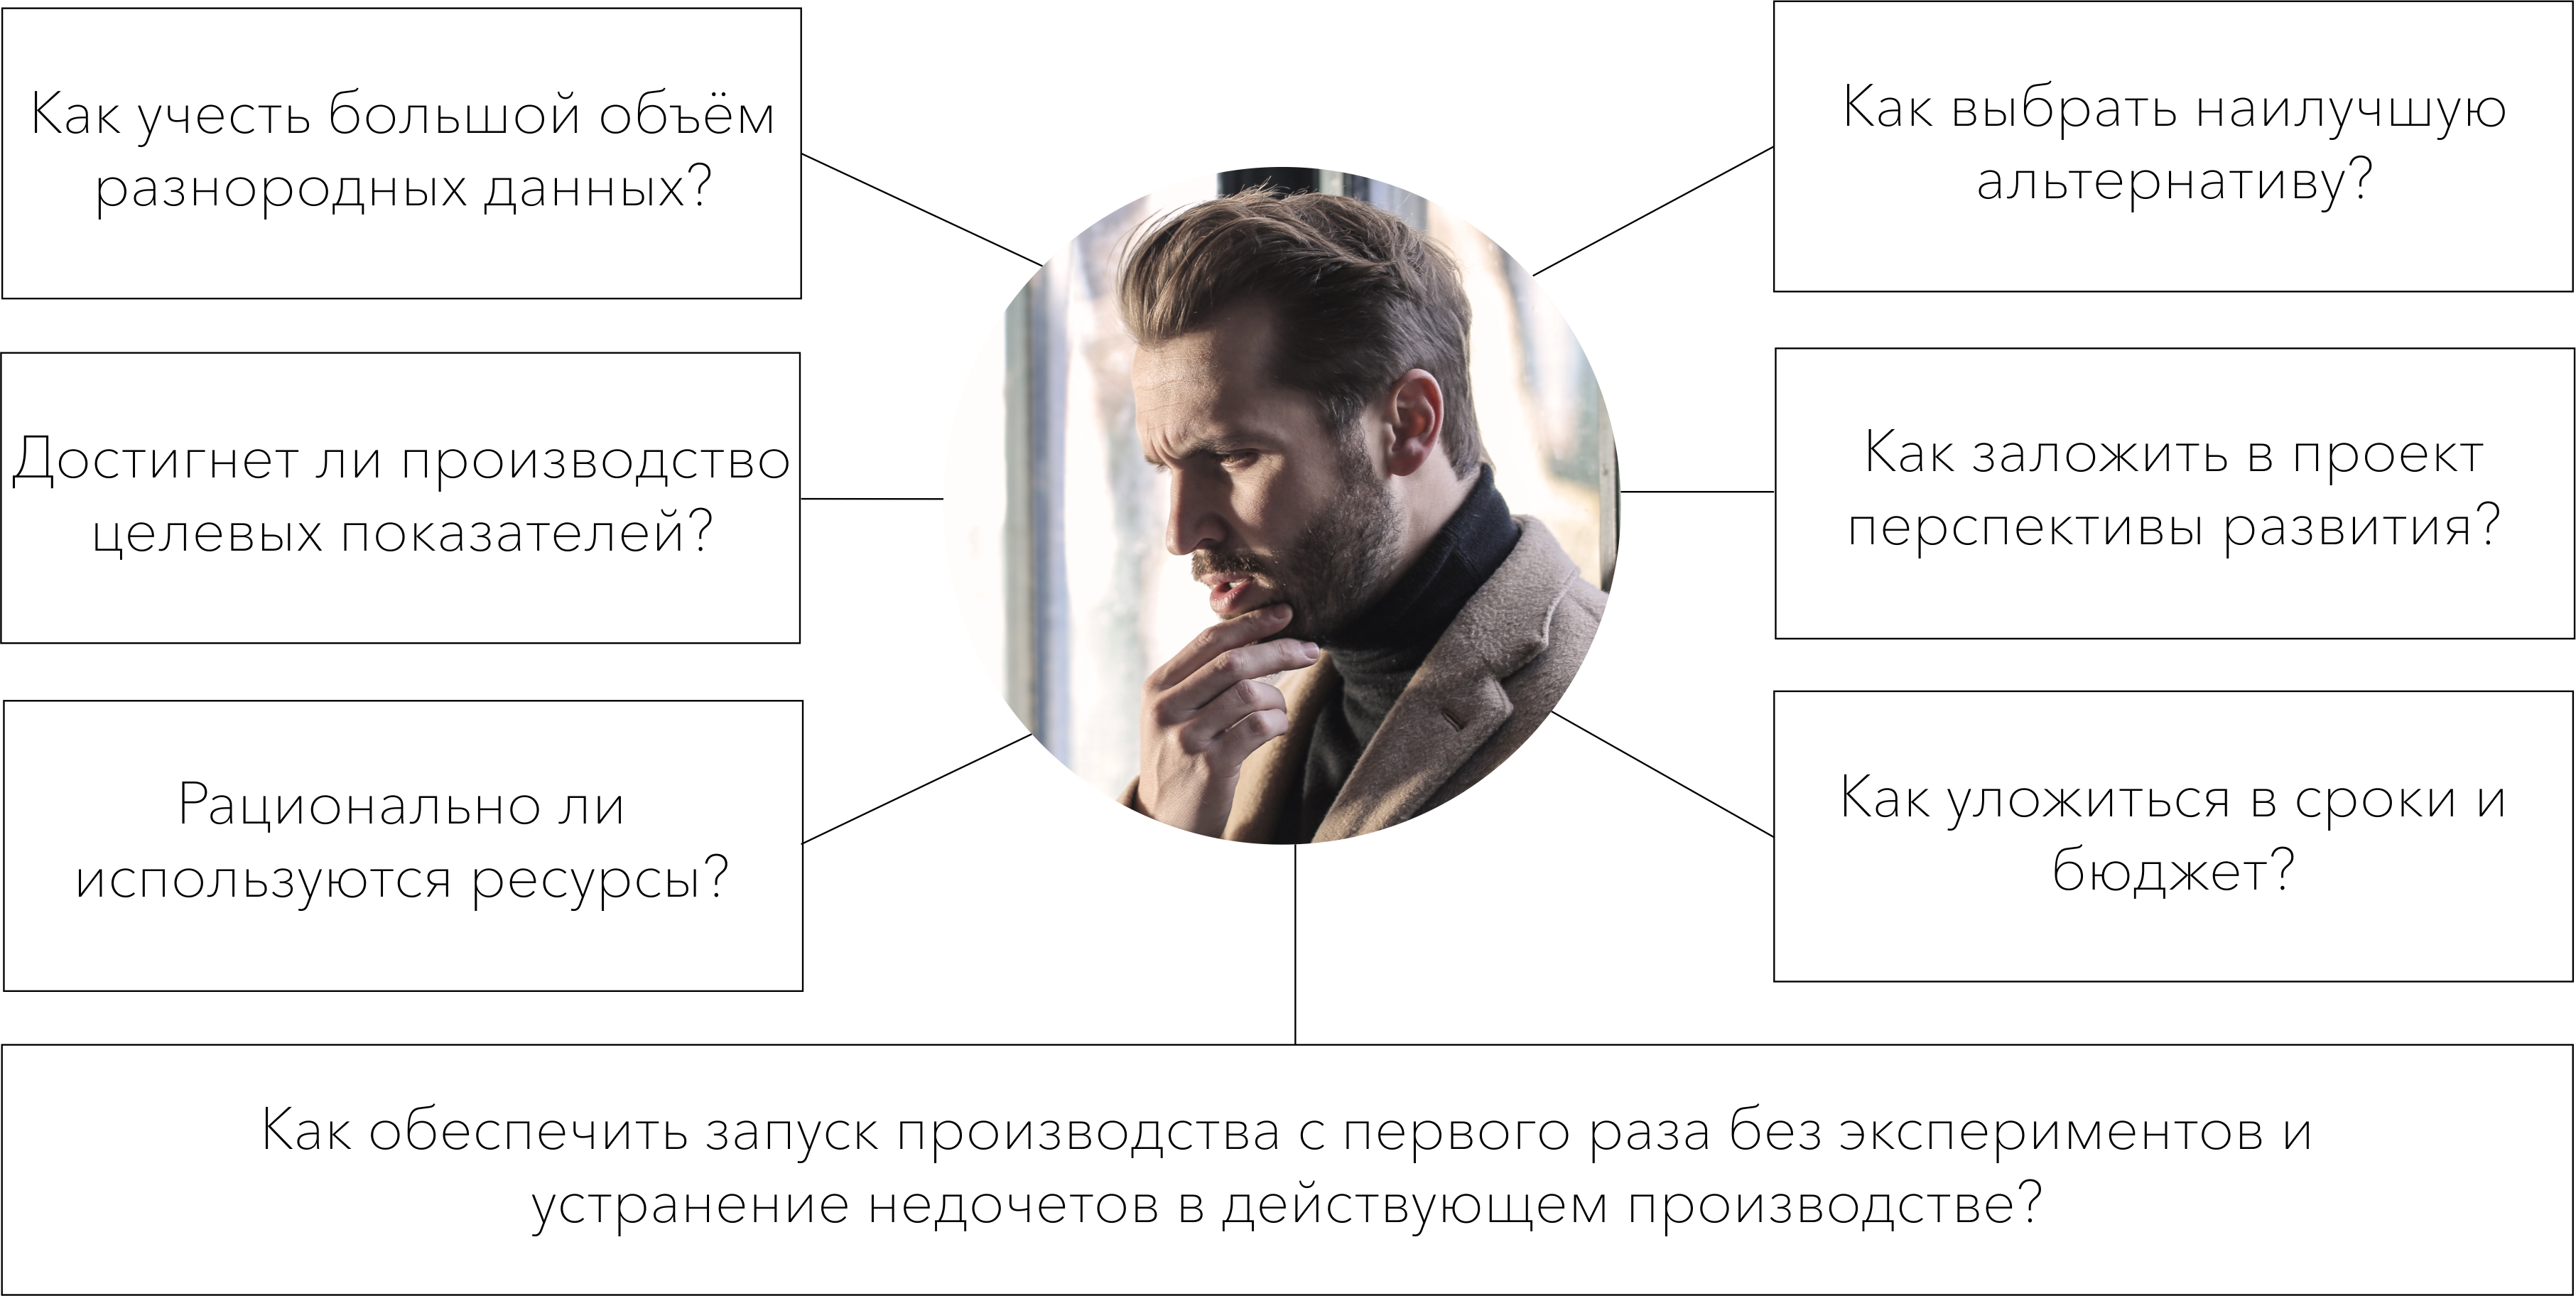 Как учесть большой объём
разнородных данных?
Достигнет ли производство
целевых показателей?
Рационально ли
используются ресурсы?
Как выбрать наилучшую
альтернативу?
Как заложить в проект
перспективы развития?
Как уложиться в сроки и
бюджет?
Как обеспечить запуск производства с первого раза без экспериментов и
устранение недочетов в действующем производстве?